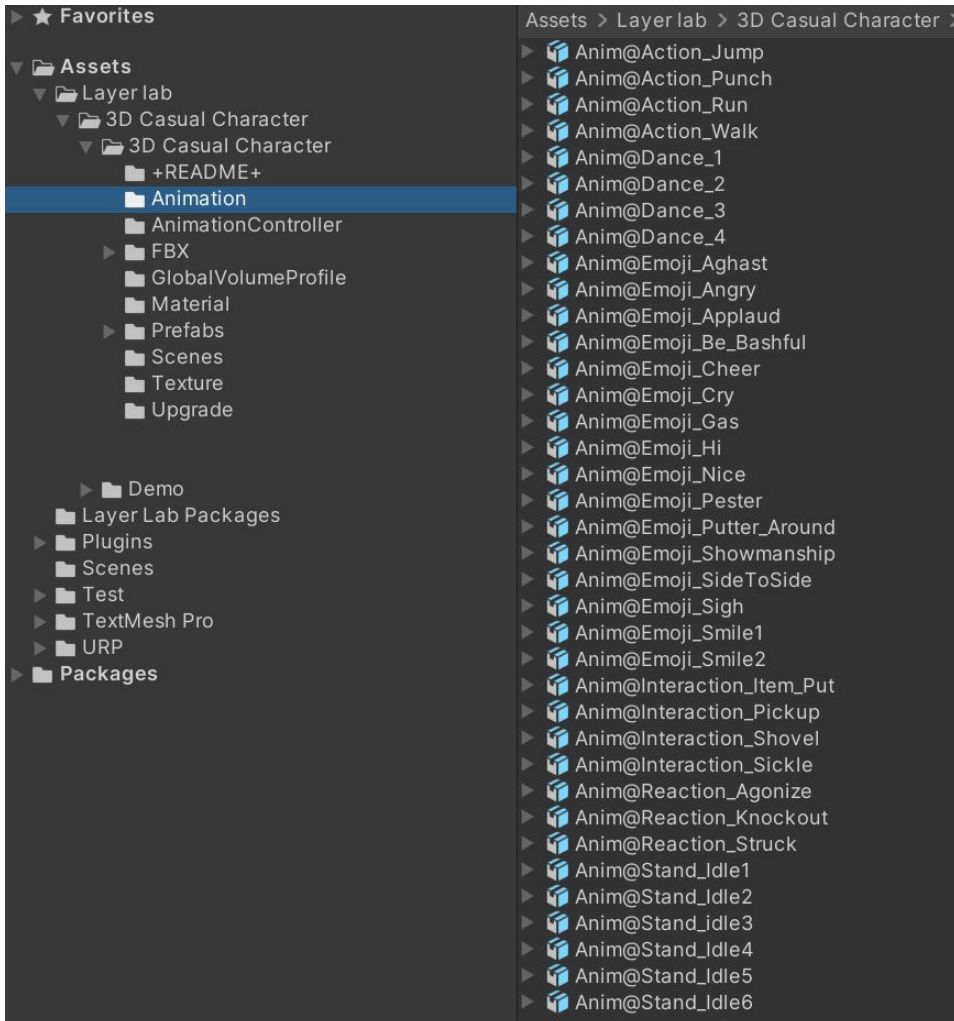 Favorites
Assets
Layer lab
3D Casual Character
3D Casual Character
+README+
Animation
AnimationController
FBX
GlobalVolumeProfile
Material
Prefabs
Scenes
Texture
Upgrade
Demo
Layer Lab Packages
Plugins
Scenes
Test
TextMesh Pro
URP
Packages
Assets > Layer lab > 3D Casual Character >
Anim@Action_Jump
Anim@Action_Punch
Anim@Action_Run
Anim@Action_Walk
Anim@Dance_1
Anim@Dance_2
Anim@Dance_3
Anim@Dance_4
Anim@Emoji_Aghast
Anim@Emoji_Angry
Anim@Emoji_Applaud
Anim@Emoji_Be_Bashful
Anim@Emoji_Cheer
Anim@Emoji_Cry
Anim@Emoji_Gas
Anim@Emoji_Hi
Anim@Emoji_Nice
Anim@Emoji_Pester
Anim@Emoji_Putter_Around
Anim@Emoji_Showmanship
Anim@Emoji_SideToSide
Anim@Emoji_Sigh
Anim@Emoji_Smile1
Anim@Emoji_Smile2
Anim@Interaction_Item_Put
Anim@Interaction_Pickup
Anim@Interaction_Shovel
Anim@Interaction_Sickle
Anim@Reaction_Agonize
Anim@Reaction_Knockout
Anim@Reaction_Struck
Anim@Stand_Idle1
Anim@Stand_Idle2
Anim@Stand_idle3
Anim@Stand_Idle4
Anim@Stand_Idle5
Anim@Stand_Idle6